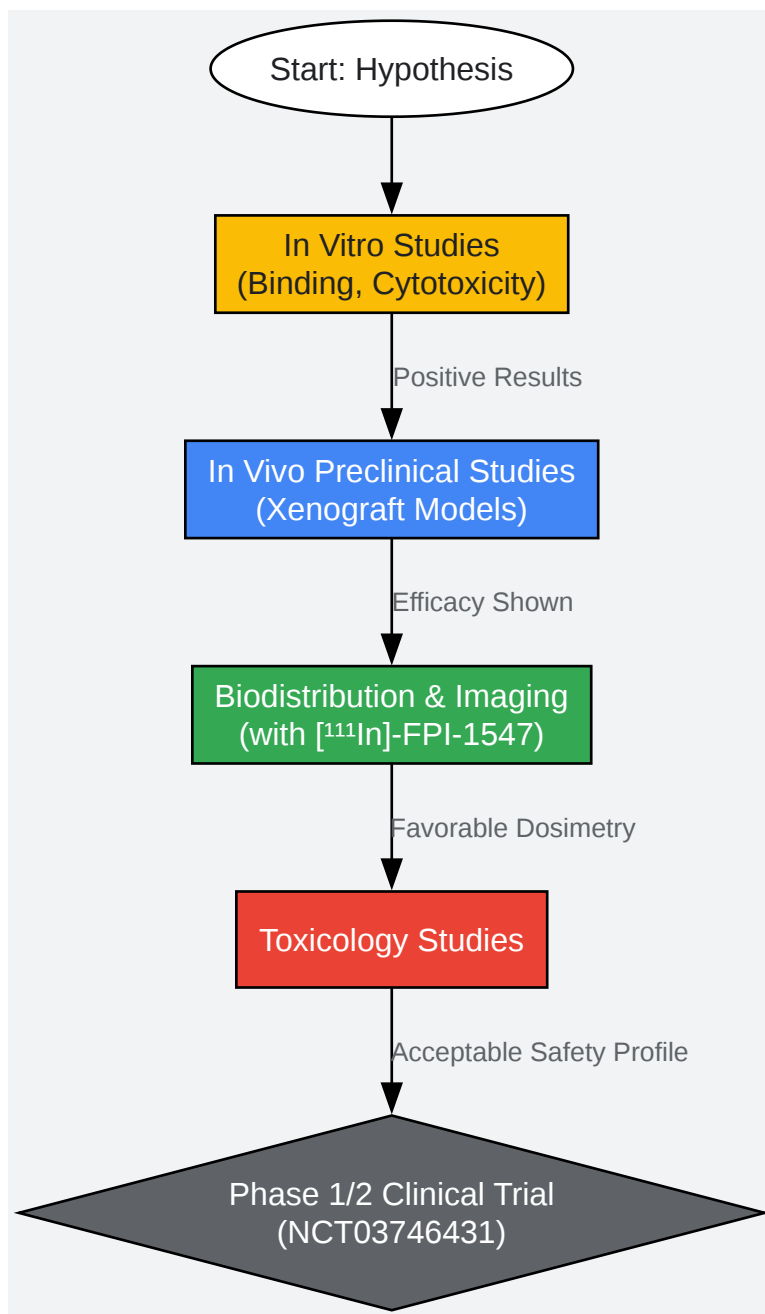 Start: Hypothesis
In Vitro Studies
(Binding, Cytotoxicity)
Positive Results
In Vivo Preclinical Studies
(Xenograft Models)
Efficacy Shown
Biodistribution & Imaging
(with [¹¹¹In]-FPI-1547)
Favorable Dosimetry
Toxicology Studies
Acceptable Safety Profile
Phase 1/2 Clinical Trial
(NCT03746431)